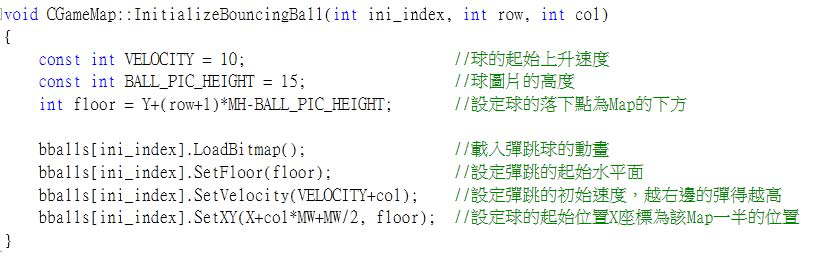 void CGameMap::InitializeBouncingBall(int ini_index, int row, int col)
{
    const int VELOCITY = 10;                          //球的起始上升速度
    const int BALL_PIC_HEIGHT = 15;                   //球圖片的高度
    int floor = Y+(row+1)*MH-BALL_PIC_HEIGHT;         //設定球的落下點為Map的下方

    bballs[ini_index].LoadBitmap();                   //載入彈跳球的動畫
    bballs[ini_index].SetFloor(floor);                //設定彈跳的起始水平面
    bballs[ini_index].SetVelocity(VELOCITY+col);      //設定彈跳的初始速度，越右邊的彈得越高
    bballs[ini_index].SetXY(X+col*MW+MW/2, floor);    //設定球的起始位置X座標為該Map一半的位置
}